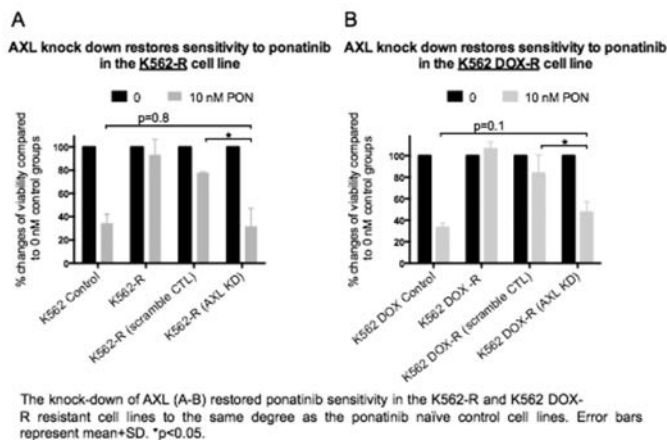 A
AXL knock down restores sensitivity to ponatinib
in the K562-R cell line
0
10 nM PON
p=0.8
*
% changes of viability compared
to 0 nM control groups
100
80
60
40
20
0
K562 Control
K562-R
K562-R (scramble CTL)
K562-R (AXL KD)
B
AXL knock down restores sensitivity to ponatinib
in the K562 DOX-R cell line
0
10 nM PON
p=0.1
*
% changes of viability compared
to 0 nM control groups
100
80
60
40
20
0
K562 DOX Control
K562 DOX -R
K562 DOX-R (scramble CTL)
K562 DOX-R (AXL KD)
The knock-down of AXL (A-B) restored ponatinib sensitivity in the K562-R and K562 DOX-
R resistant cell lines to the same degree as the ponatinib naïve control cell lines. Error bars
represent mean+SD. *p<0.05.